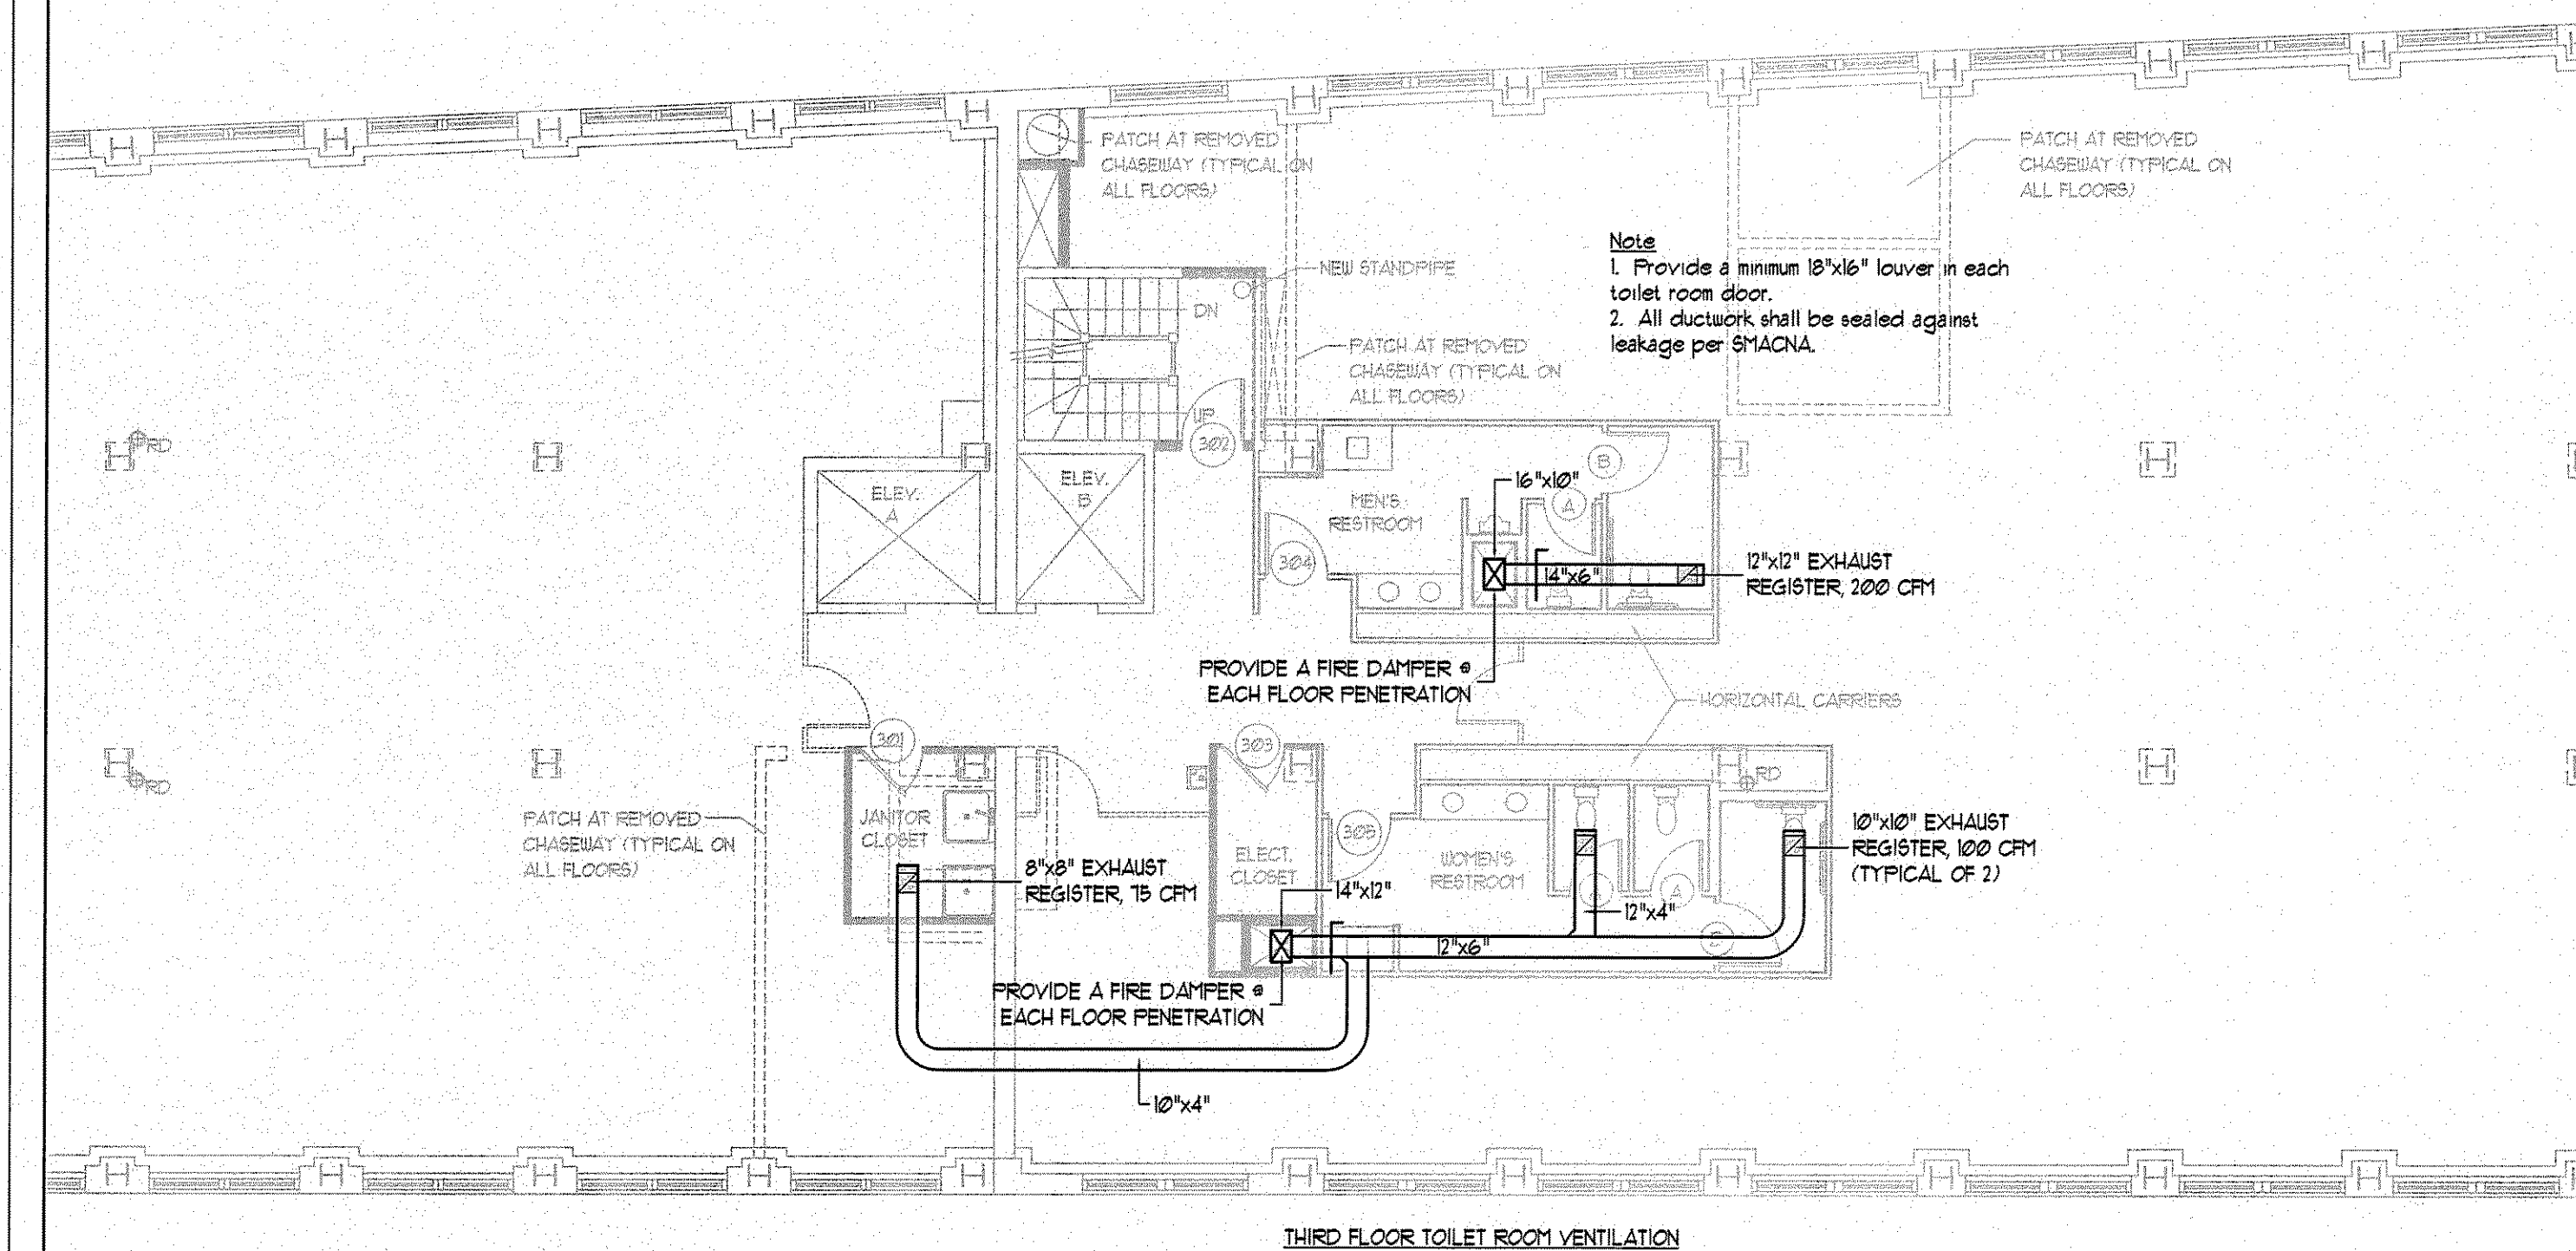 PATCH AT REMOVED
CHASEWAY (TYPICAL ON
ALL FLOORS)
PATCH AT REMOVED
CHASEWAY (TYPICAL ON
ALL FLOORS)
Note
1. Provide a minimum 18"x16" louver in each
toilet room door.
2. All ductwork shall be sealed against
leakage per SMACNA.
NEW STANDPIPE
DN
PATCH AT REMOVED
CHASEWAY (TYPICAL ON
ALL FLOORS)
UP
302
RD
ELEV.
A
ELEV.
B
MEN'S
RESTROOM
16"x10"
B
A
304
14"x6"
12"x12" EXHAUST
REGISTER, 200 CFM
PROVIDE A FIRE DAMPER @
EACH FLOOR PENETRATION
HORIZONTAL CARRIERS
301
303
RD
RD
PATCH AT REMOVED
CHASEWAY (TYPICAL ON
ALL FLOORS)
JANITOR
CLOSET
8"x8" EXHAUST
REGISTER, 75 CFM
ELECT.
CLOSET
305
WOMEN'S
RESTROOM
A
10"x10" EXHAUST
REGISTER, 100 CFM
(TYPICAL OF 2)
14"x12"
12"x4"
12"x6"
PROVIDE A FIRE DAMPER @
EACH FLOOR PENETRATION
10"x4"
THIRD FLOOR TOILET ROOM VENTILATION